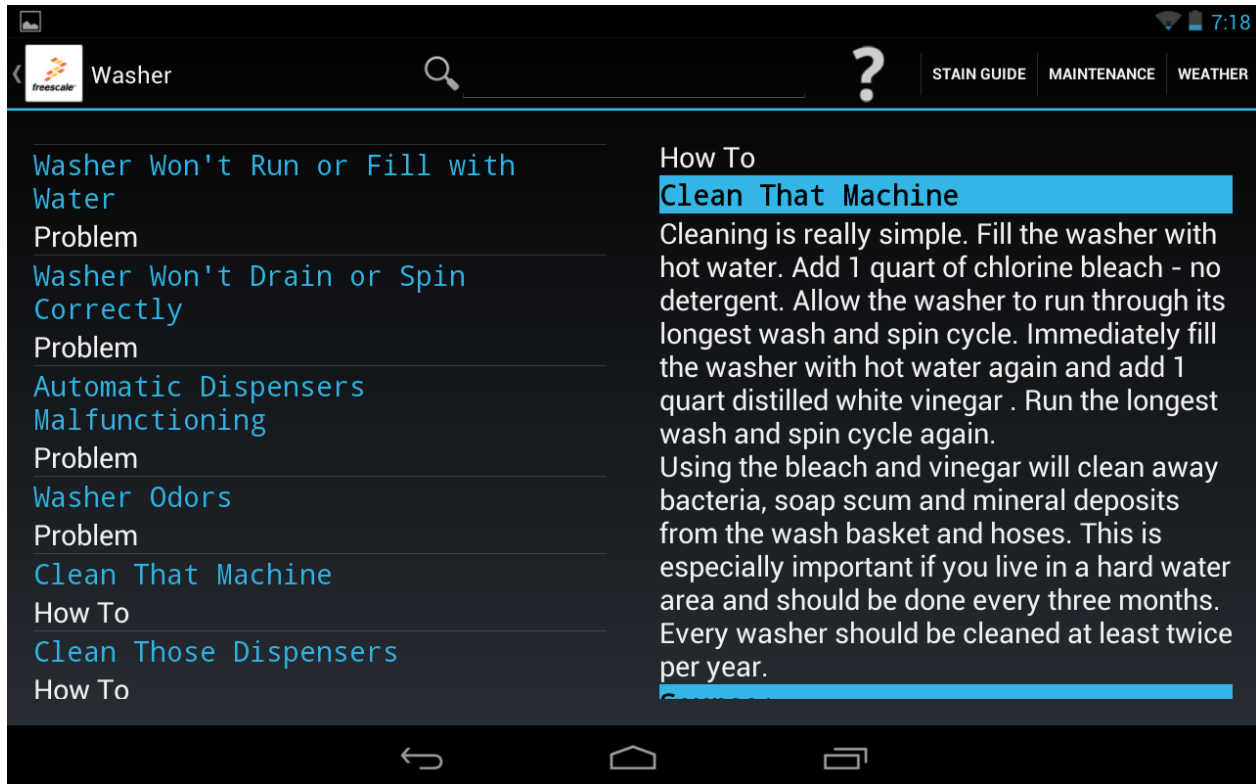 7:18
freescale
Washer
STAIN GUIDE
MAINTENANCE
WEATHER
Washer Won't Run or Fill with
Water
Problem
Washer Won't Drain or Spin
Correctly
Problem
Automatic Dispensers
Malfunctioning
Problem
Washer Odors
Problem
Clean That Machine
How To
Clean Those Dispensers
How To
How To
Clean That Machine
Cleaning is really simple. Fill the washer with
hot water. Add 1 quart of chlorine bleach - no
detergent. Allow the washer to run through its
longest wash and spin cycle. Immediately fill
the washer with hot water again and add 1
quart distilled white vinegar . Run the longest
wash and spin cycle again.
Using the bleach and vinegar will clean away
bacteria, soap scum and mineral deposits
from the wash basket and hoses. This is
especially important if you live in a hard water
area and should be done every three months.
Every washer should be cleaned at least twice
per year.